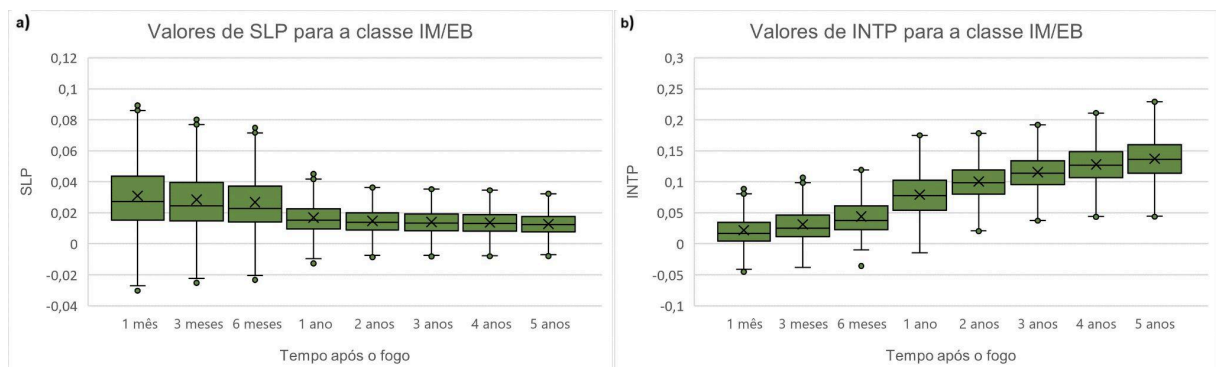 a)
Valores de SLP para a classe IM/EB
0,12
0,1
0,08
0,06
0,04
0,02
0
-0,02
-0,04
SLP
1 mês 3 meses 6 meses 1 ano 2 anos 3 anos 4 anos 5 anos
Tempo após o fogo
b)
Valores de INTP para a classe IM/EB
0,3
0,25
0,2
0,15
0,1
0,05
0
-0,05
-0,1
INTP
1 mês 3 meses 6 meses 1 ano 2 anos 3 anos 4 anos 5 anos
Tempo após o fogo